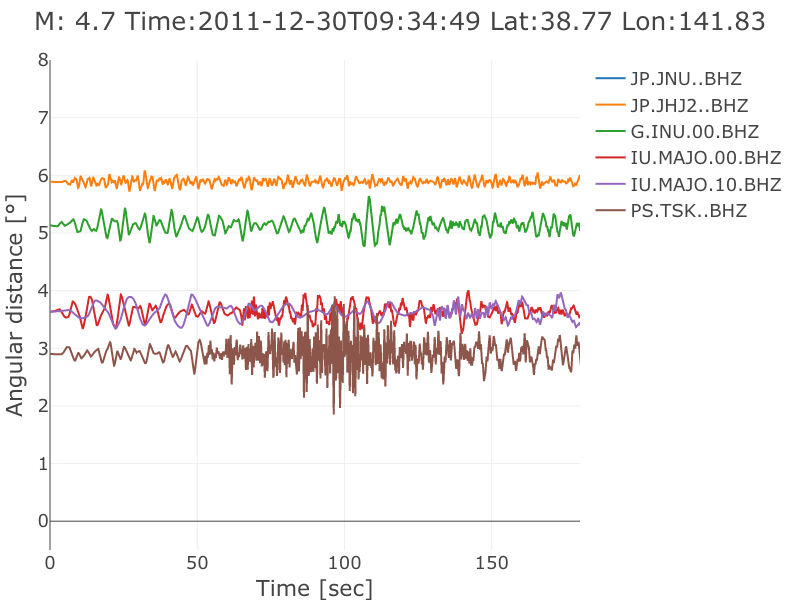 M: 4.7 Time:2011-12-30T09:34:49 Lat:38.77 Lon:141.83
8
7
6
5
4
3
2
1
0
Angular distance [°]
0 50 100 150
Time [sec]
JP.JNU..BHZ
JP.JHJ2..BHZ
G.INU.00.BHZ
IU.MAJO.00.BHZ
IU.MAJO.10.BHZ
PS.TSK..BHZ